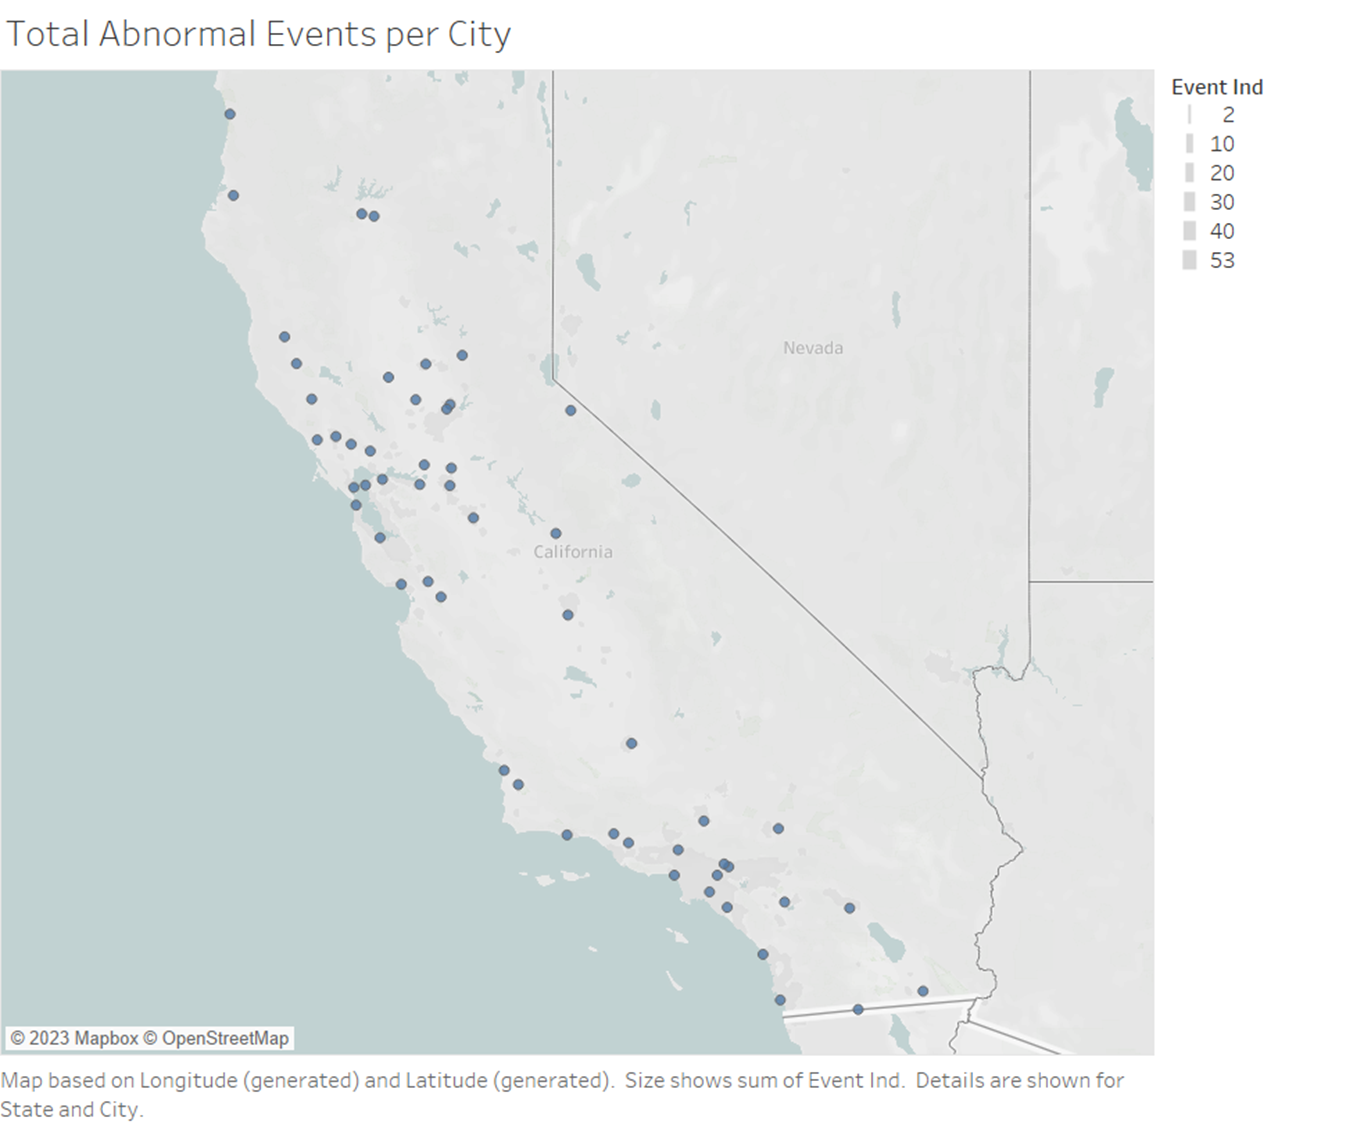 Total Abnormal Events per City
Event Ind
2
10
20
30
40
53
Nevada
California
© 2023 Mapbox © OpenStreetMap
Map based on Longitude (generated) and Latitude (generated).  Size shows sum of Event Ind.  Details are shown for
State and City.